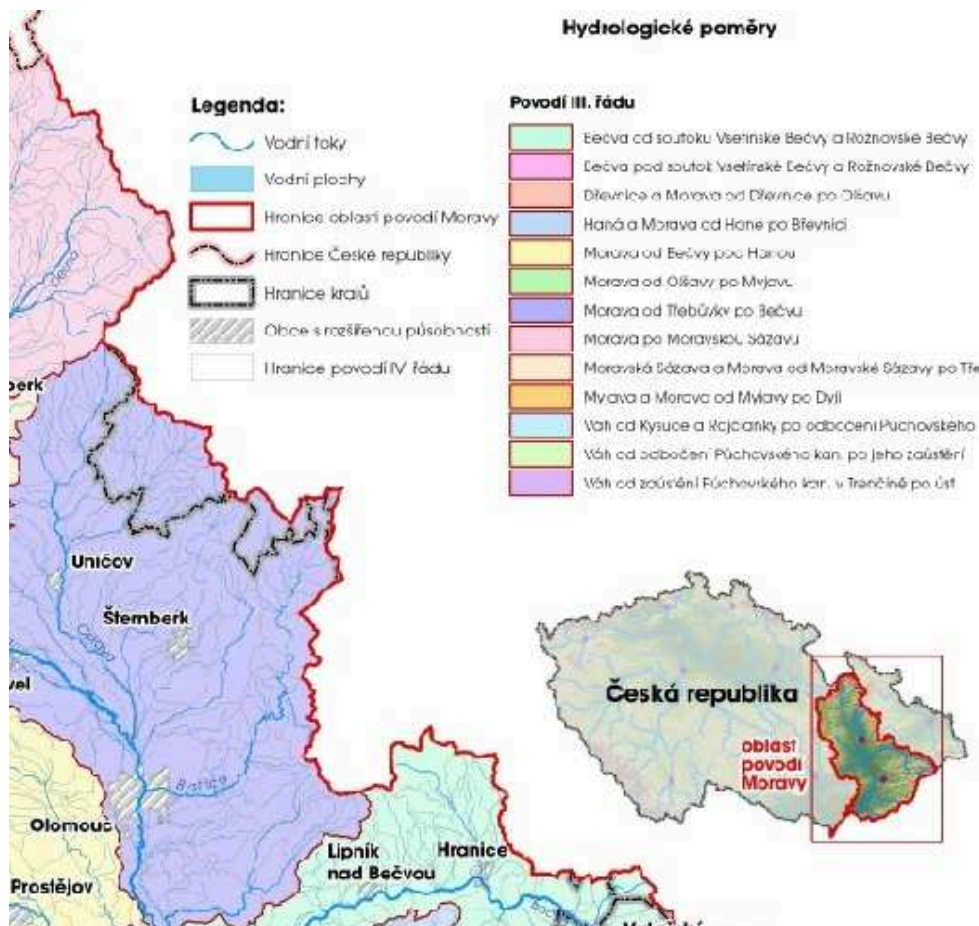 Hydrologické poměry
Legenda:
Vodní toky
Vodní plochy
Hranice oblasti povodí Moravy
Hranice České republiky
Hranice krajů
Obce s rozšířenou působností
Hranice povodí IV. řádu
Povodí III. řádu
Bečva od soutoku Vsetínské Bečvy a Rožnovské Bečvy
Bečva pod soutok Vsetínské Bečvy a Rožnovské Bečvy
Dřevnice a Morava od Dřevnice po Olšavu
Haná a Morava od Hané po Dřevnici
Morava od Bečvy pod Hanou
Morava od Olšavy po Myjavu
Morava od Třebůvky po Bečvu
Morava po Moravskou Sázavu
Moravská Sázava a Morava od Moravské Sázavy po Tře
Myjava a Morava od Myjavy po Dyji
Váh od Kysuce a Rajčanky po odbočení Púchovského
Váh od odbočení Púchovského kan. po jeho zaústění
Váh od zaústění Púchovského kan. v Trenčíně po úst
berk
Uničov
Šternberk
Oskava
vel
Bystřice
Olomouc
Prostějov
Lipník
nad Bečvou
Hranice
Česká republika
oblast
povodí
Moravy